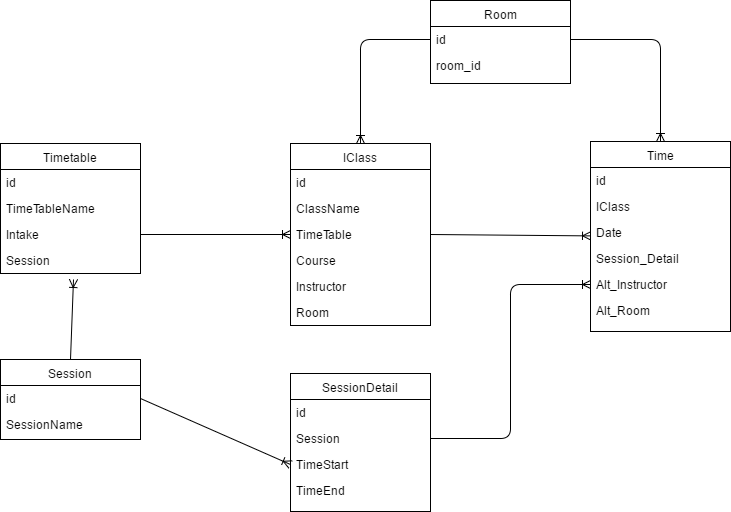 Room
id
room_id
Timetable
id
TimeTableName
Intake
Session
IClass
id
ClassName
TimeTable
Course
Instructor
Room
Time
id
IClass
Date
Session_Detail
Alt_Instructor
Alt_Room
Session
id
SessionName
SessionDetail
id
Session
TimeStart
TimeEnd